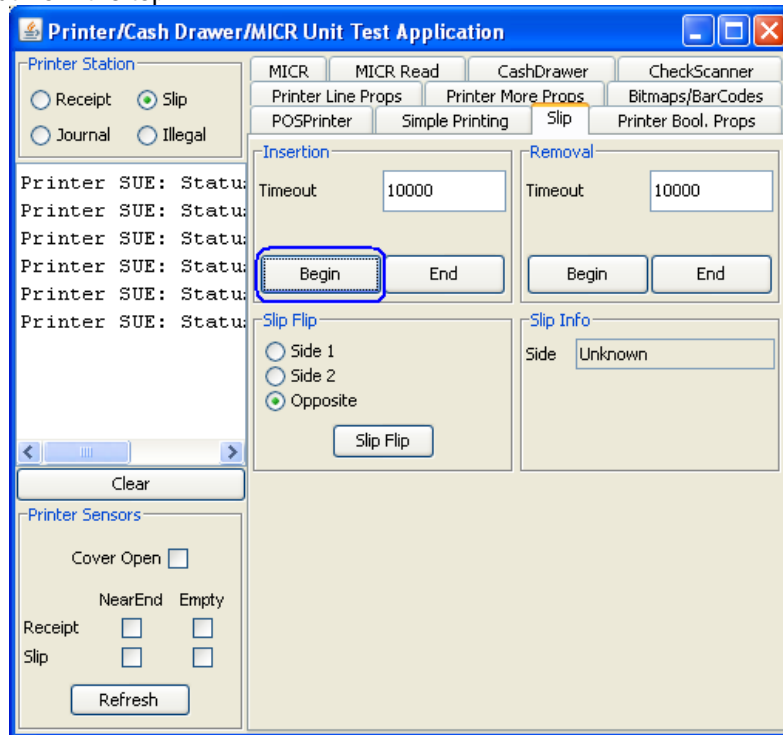 Printer/Cash Drawer/MICR Unit Test Application
Printer Station
Receipt Slip
Journal Illegal
Printer SUE: Statu
Printer SUE: Statu
Printer SUE: Statu
Printer SUE: Statu
Printer SUE: Statu
Printer SUE: Statu
Clear
Printer Sensors
Cover Open
NearEnd Empty
Receipt
Slip
Refresh
MICR MICR Read CashDrawer CheckScanner
Printer Line Props Printer More Props Bitmaps/BarCodes
POSPrinter Simple Printing Slip Printer Bool. Props
Insertion
Timeout 10000
Begin End
Removal
Timeout 10000
Begin End
Slip Flip
Side 1
Side 2
Opposite
Slip Flip
Slip Info
Side Unknown